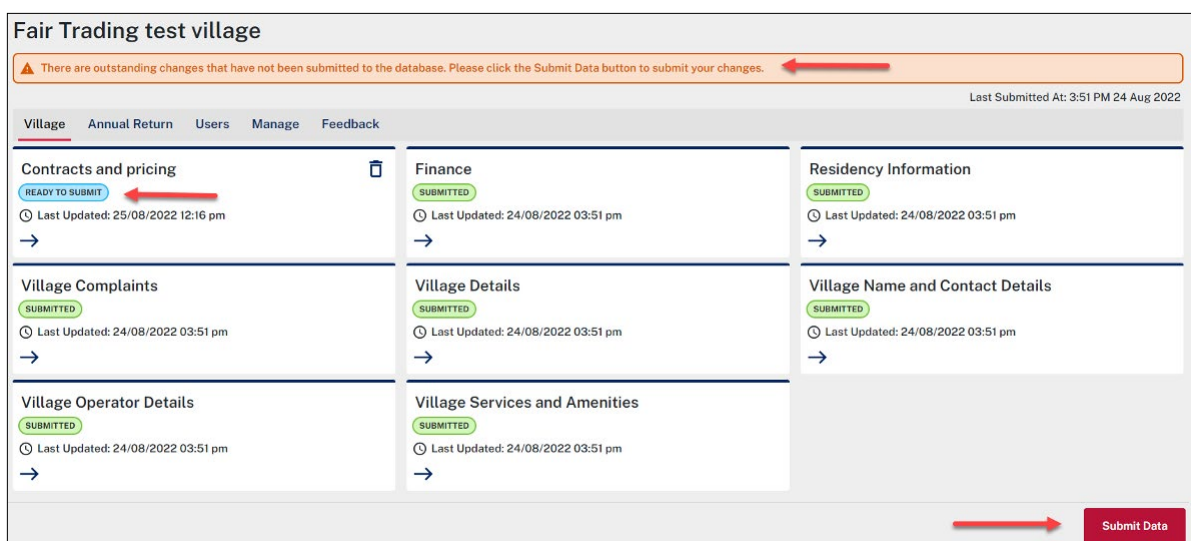 Fair Trading test village
There are outstanding changes that have not been submitted to the database. Please click the Submit Data button to submit your changes.
Last Submitted At: 3:51 PM 24 Aug 2022
Village Annual Return Users Manage Feedback
Contracts and pricing
READY TO SUBMIT
Last Updated: 25/08/2022 12:16 pm
Finance
SUBMITTED
Last Updated: 24/08/2022 03:51 pm
Residency Information
SUBMITTED
Last Updated: 24/08/2022 03:51 pm
Village Complaints
SUBMITTED
Last Updated: 24/08/2022 03:51 pm
Village Details
SUBMITTED
Last Updated: 24/08/2022 03:51 pm
Village Name and Contact Details
SUBMITTED
Last Updated: 24/08/2022 03:51 pm
Village Operator Details
SUBMITTED
Last Updated: 24/08/2022 03:51 pm
Village Services and Amenities
SUBMITTED
Last Updated: 24/08/2022 03:51 pm
Submit Data